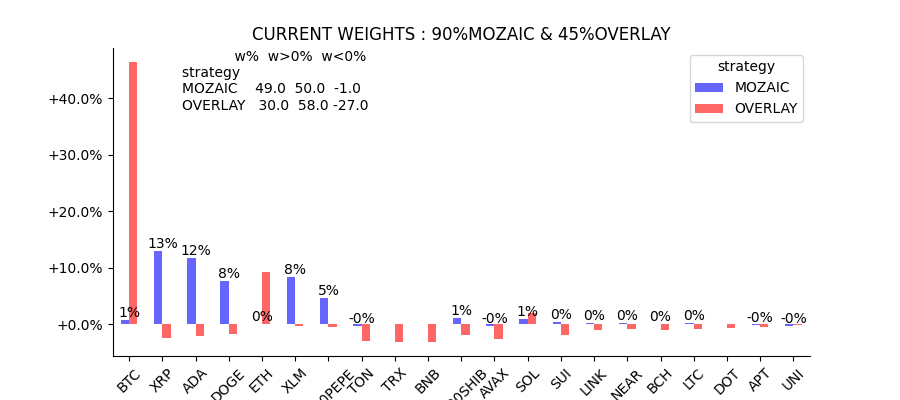 CURRENT WEIGHTS : 90%MOZAIC & 45%OVERLAY
w% w>0% w<0%
strategy
MOZAIC 49.0 50.0 -1.0
OVERLAY 30.0 58.0 -27.0
strategy
MOZAIC
OVERLAY
+40.0%
+30.0%
+20.0%
+10.0%
+0.0%
1%
13%
12%
8%
0%
8%
5%
-0%
1%
-0%
1%
0%
0%
0%
0%
0%
-0%
-0%
BTC
XRP
ADA
DOGE
ETH
XLM
TON
TRX
BNB
AVAX
SOL
SUI
LINK
NEAR
BCH
LTC
DOT
APT
UNI